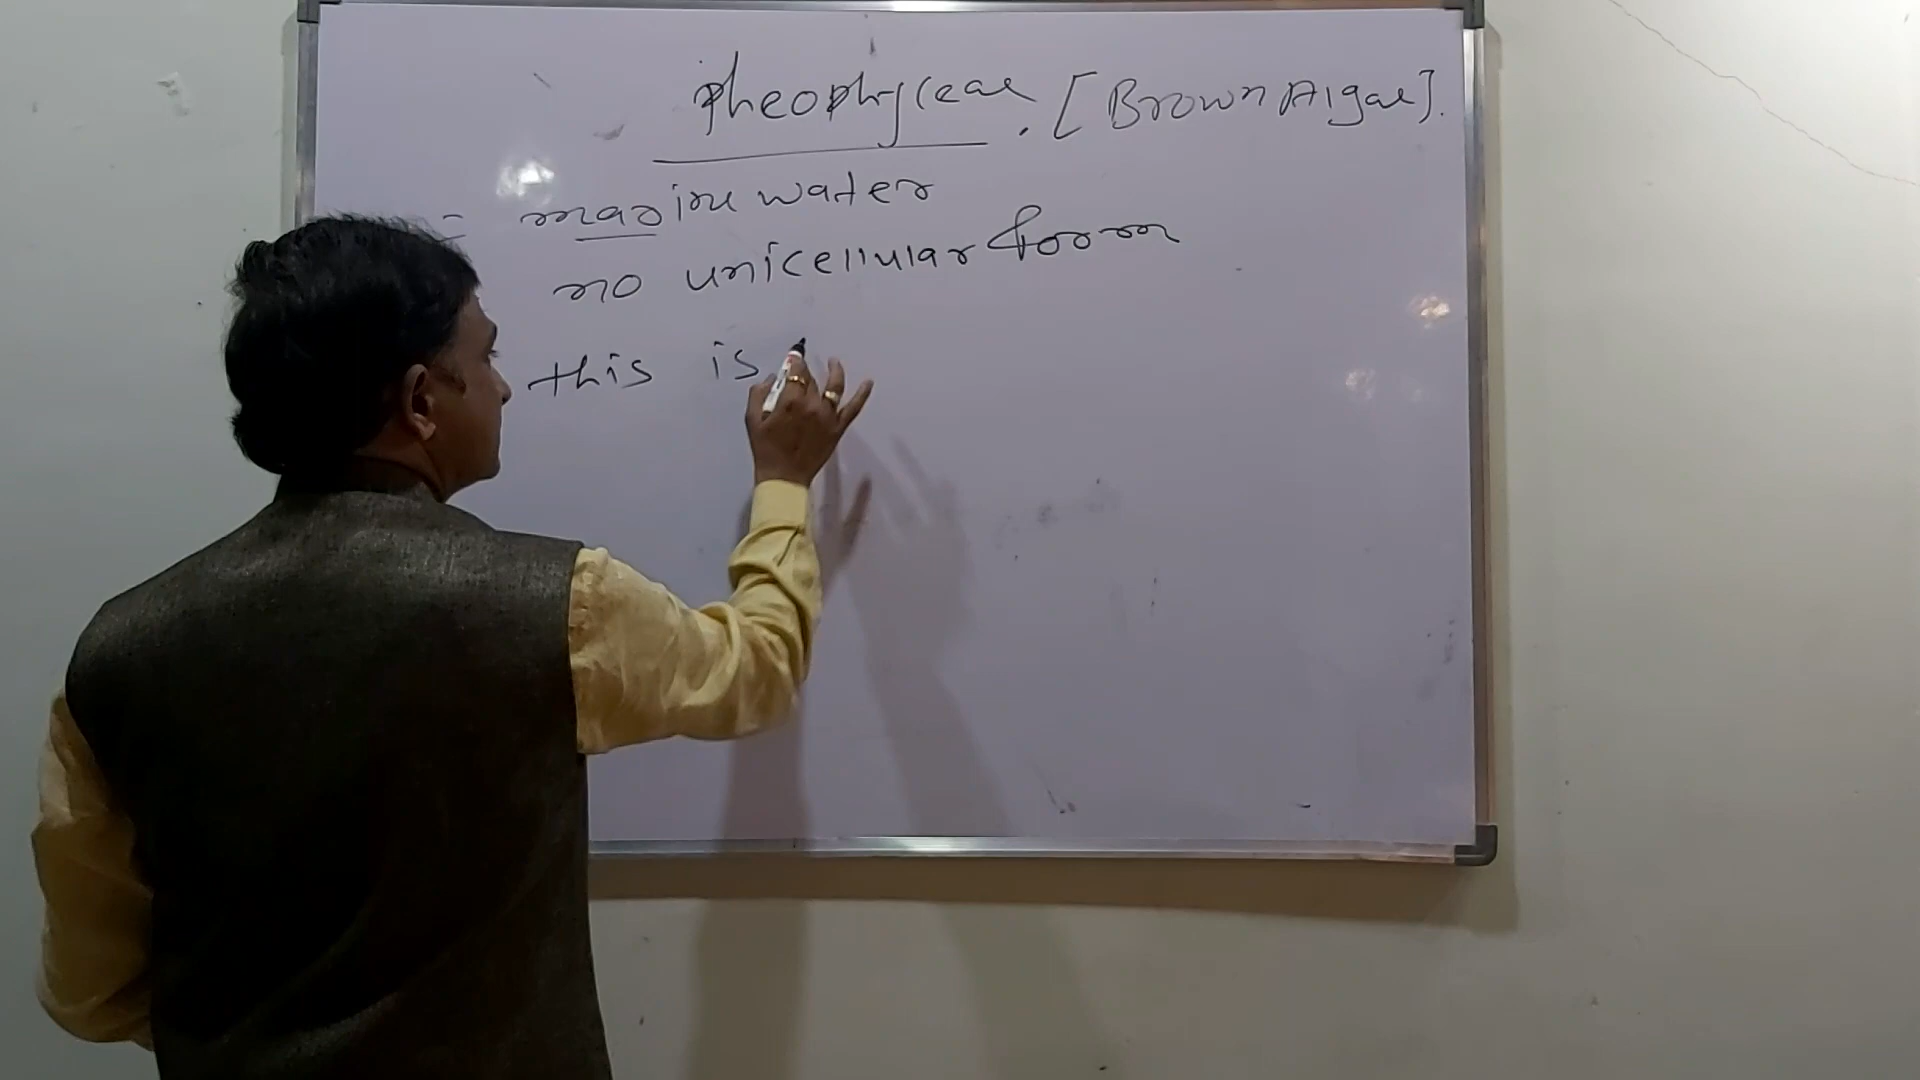 Pheophyceae. [Brown Algae].
= marine water
no unicellular form
this is